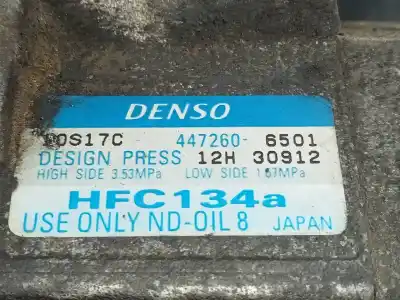 DENSO
10S17C 447260-6501
DESIGN PRESS 12H 30912
HIGH SIDE 3.53MPa LOW SIDE 1.67MPa
HFC134a
USE ONLY ND-OIL 8 JAPAN